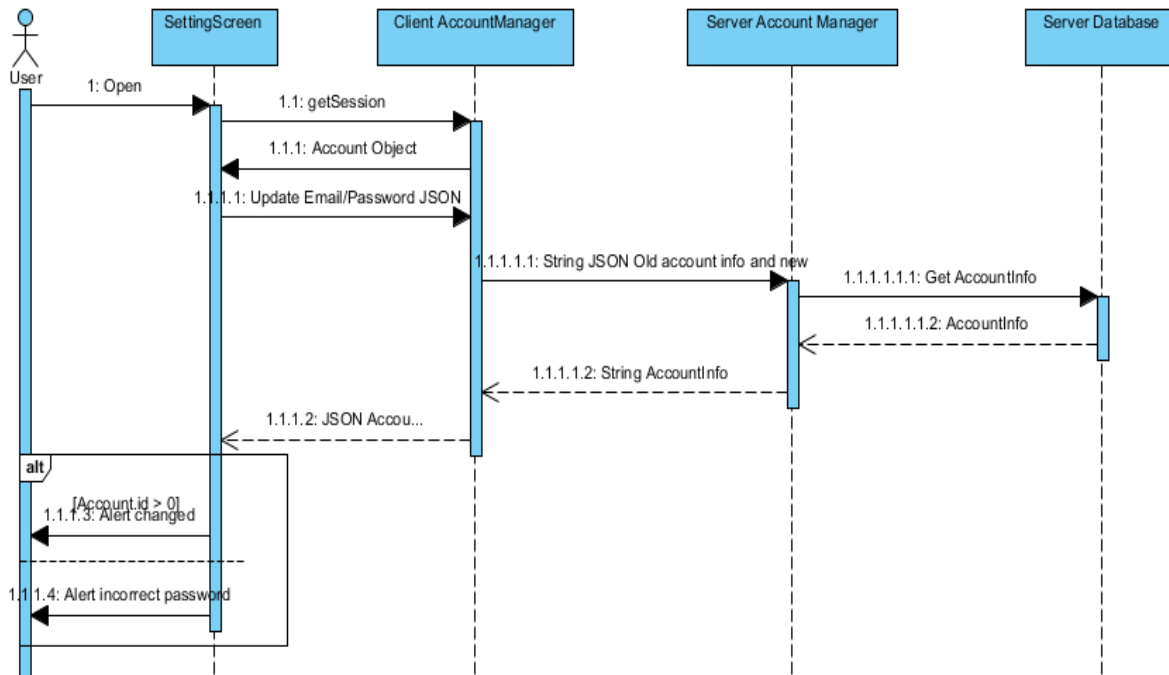 SettingScreen
Client AccountManager
Server Account Manager
Server Database
User
1: Open
1.1: getSession
1.1.1: Account Object
1.1.1.1: Update Email/Password JSON
1.1.1.1.1: String JSON Old account info and new
1.1.1.1.1.1: Get AccountInfo
1.1.1.1.1.2: AccountInfo
1.1.1.1.2: String AccountInfo
1.1.1.2: JSON Accou...
alt
[Account.id > 0]
1.1.1.3: Alert changed
1.1.1.4: Alert incorrect password